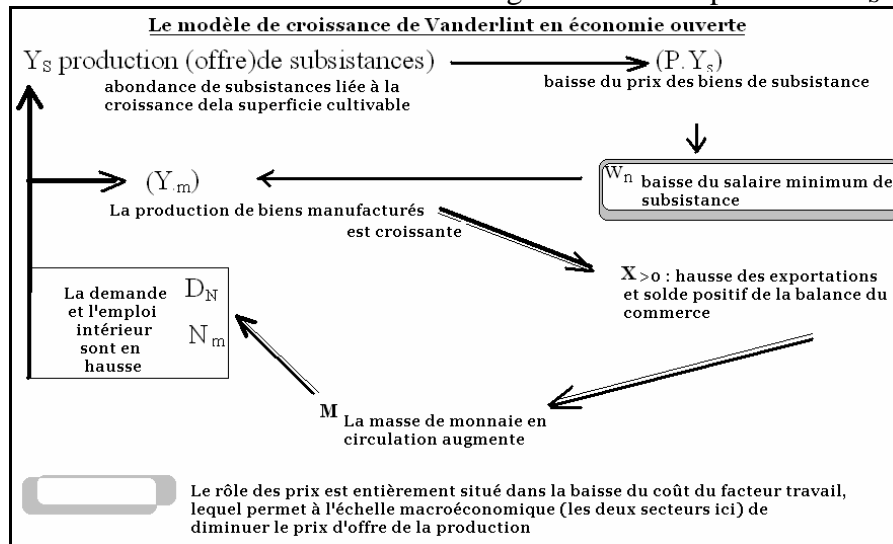 Le modèle de croissance de Vanderlint en économie ouverte
Ys production (offre)de subsistances)
(P.Ys)
abondance de subsistances liée à la
croissance dela superficie cultivable
baisse du prix des biens de subsistance
(Y.m)
Wn baisse du salaire minimum de
subsistance
La production de biens manufacturés
est croissante
X>0 : hausse des exportations
et solde positif de la balance du
commerce
La demande
et l'emploi
intérieur
sont en
hausse
DN
Nm
M La masse de monnaie en
circulation augmente
Le rôle des prix est entièrement situé dans la baisse du coût du facteur travail,
lequel permet à l'échelle macroéconomique (les deux secteurs ici) de
diminuer le prix d'offre de la production